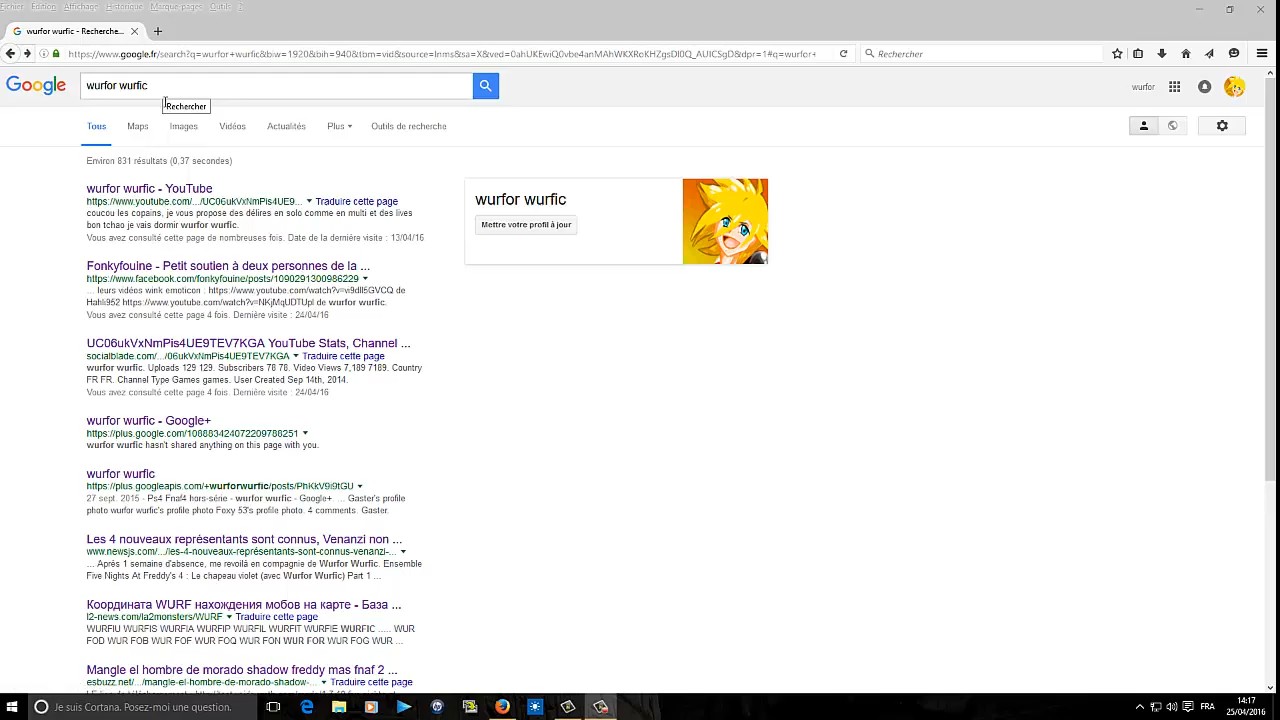 Fichier Édition Affichage Historique Marque-pages Outils ?
wurfor wurfic - Recherche...
https://www.google.fr/search?q=wurfor+wurfic&biw=1920&bih=940&tbm=vid&source=lnms&sa=X&ved=0ahUKEwiQ0vbe4anMAhWKXRoKHZgsDl0Q_AUICSgD&dpr=1#q=wurfor+
Rechercher
Google
wurfor wurfic
wurfor
Rechercher
Tous Maps Images Vidéos Actualités Plus Outils de recherche
Environ 831 résultats (0,37 secondes)
wurfor wurfic - YouTube
https://www.youtube.com/.../UC06ukVxNmPis4UE9... Traduire cette page
coucou les copains, je vous propose des délires en solo comme en multi et des lives
bon tchao je vais dormir wurfor wurfic.
Vous avez consulté cette page de nombreuses fois. Date de la dernière visite : 13/04/16
wurfor wurfic
Mettre votre profil à jour
Fonkyfouine - Petit soutien à deux personnes de la ...
https://www.facebook.com/fonkyfouine/posts/1090291300986229
... leurs vidéos wink emoticon : https://www.youtube.com/watch?v=vi9dll5GVCQ de
Hahli952 https://www.youtube.com/watch?v=NKjMqUDTUpI de wurfor wurfic.
Vous avez consulté cette page 4 fois. Dernière visite : 24/04/16
UC06ukVxNmPis4UE9TEV7KGA YouTube Stats, Channel ...
socialblade.com/.../06ukVxNmPis4UE9TEV7KGA Traduire cette page
wurfor wurfic. Uploads 129 129. Subscribers 78 78. Video Views 7,189 7189. Country
FR FR. Channel Type Games games. User Created Sep 14th, 2014.
Vous avez consulté cette page 4 fois. Dernière visite : 24/04/16
wurfor wurfic - Google+
https://plus.google.com/106883424072209788251
wurfor wurfic hasn't shared anything on this page with you.
wurfor wurfic
https://plus.googleapis.com/+wurforwurfic/posts/PhKkV9i9tGU
27 sept. 2015 - Ps4 Fnaf4 hors-série - wurfor wurfic - Google+ ... Gaster's profile
photo wurfor wurfic's profile photo Foxy 53's profile photo. 4 comments. Gaster.
Les 4 nouveaux représentants sont connus, Venanzi non ...
www.newsjs.com/.../les-4-nouveaux-représentants-sont-connus-venanzi-...
... Après 1 semaine d'absence, me revoilà en compagnie de Wurfor Wurfic. Ensemble
Five Nights At Freddy's 4 : Le chapeau violet (avec Wurfor Wurfic) Part 1 ...
Координата WURF нахождения мобов на карте - База ...
l2-news.com/la2monsters/WURF Traduire cette page
WURFIU WURFIS WURFIA WURFIP WURFIL WURFIT WURFIE WURFIC ..... WUR
FOD WUR FOB WUR FOF WUR FOQ WUR FON WUR FOR WUR FOG WUR ...
Mangle el hombre de morado shadow freddy mas fnaf 2 ...
esbuzz.net/.../mangle-el-hombre-de-morado-shadow-... Traduire cette page
Je suis Cortana. Posez-moi une question.
FRA
14:17
25/04/2016